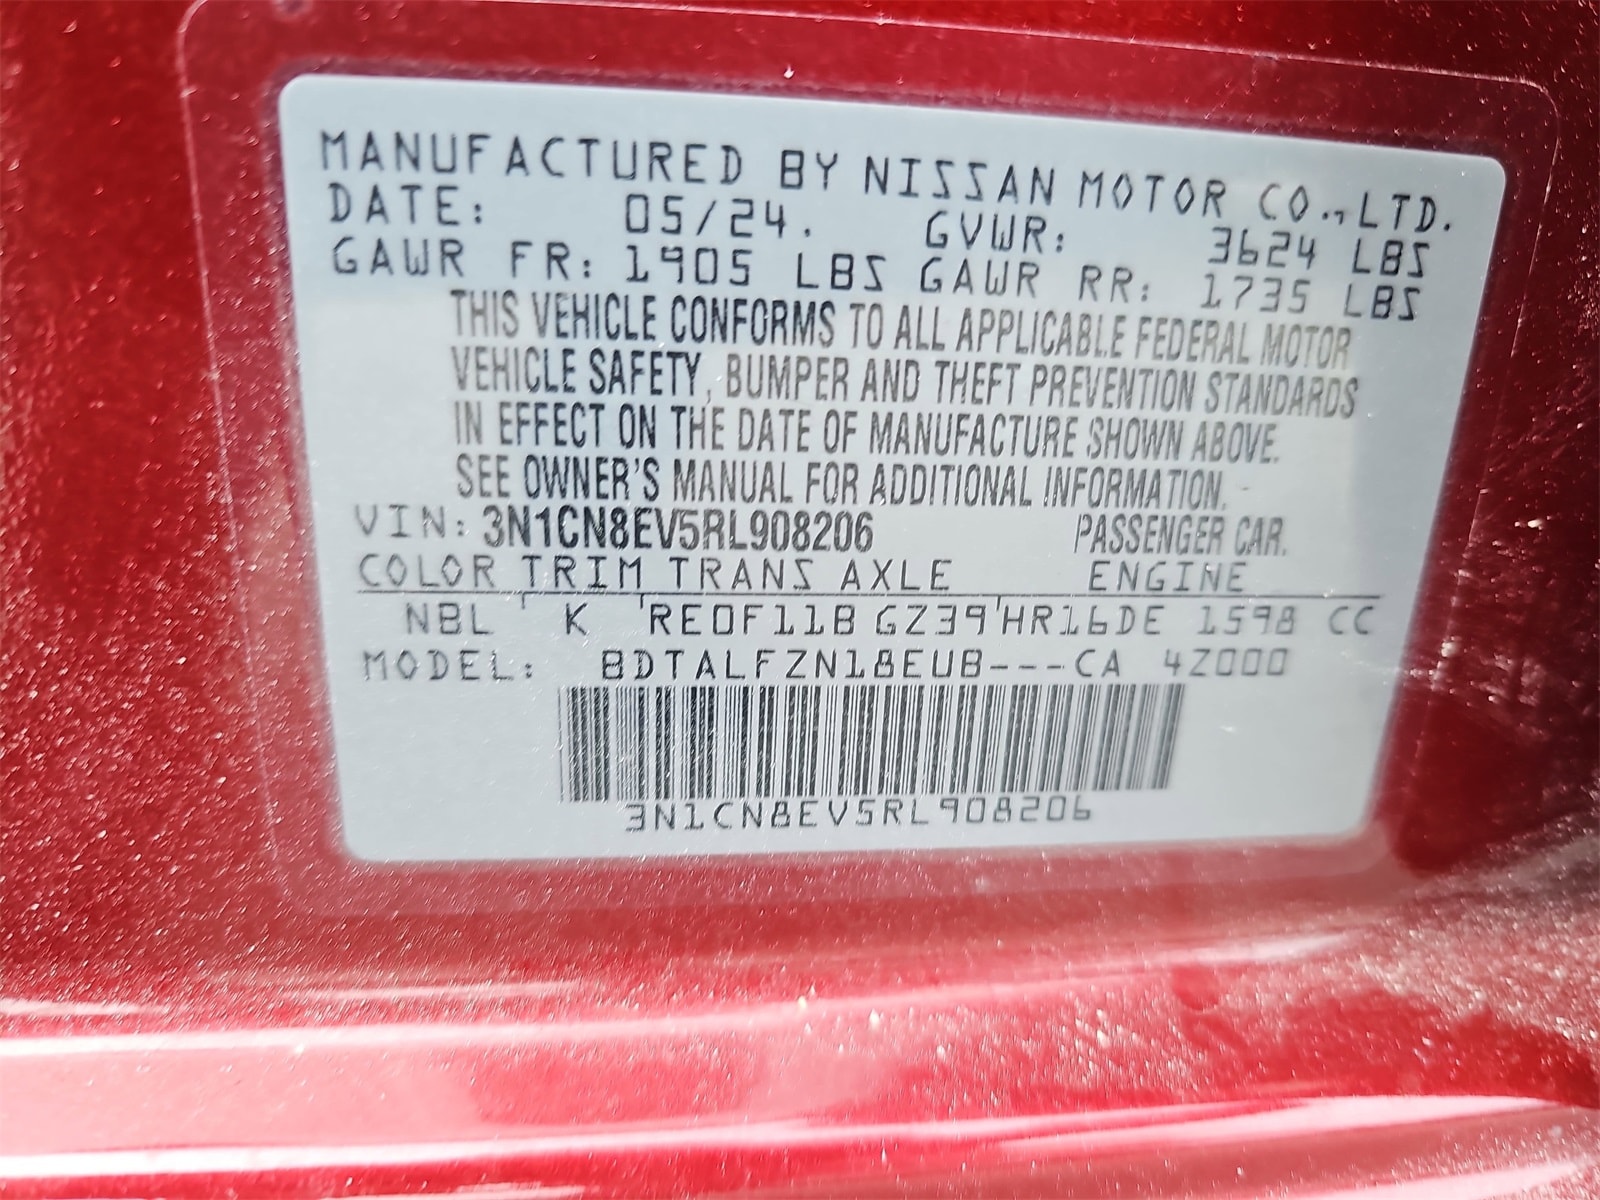 MANUFACTURED BY NISSAN MOTOR CO.,LTD.
DATE: 05/24. GVWR: 3624 LBS
GAWR FR: 1905 LBS GAWR RR: 1735 LBS
THIS VEHICLE CONFORMS TO ALL APPLICABLE FEDERAL MOTOR
VEHICLE SAFETY, BUMPER AND THEFT PREVENTION STANDARDS
IN EFFECT ON THE DATE OF MANUFACTURE SHOWN ABOVE.
SEE OWNER'S MANUAL FOR ADDITIONAL INFORMATION.
VIN: 3N1CN8EV5RL908206 PASSENGER CAR.
COLOR TRIM TRANS AXLE ENGINE
NBL K RE0F11B GZ39 HR16DE 1598 CC
MODEL: BDTALFZN18EUB---CA 4Z000
3N1CN8EV5RL908206